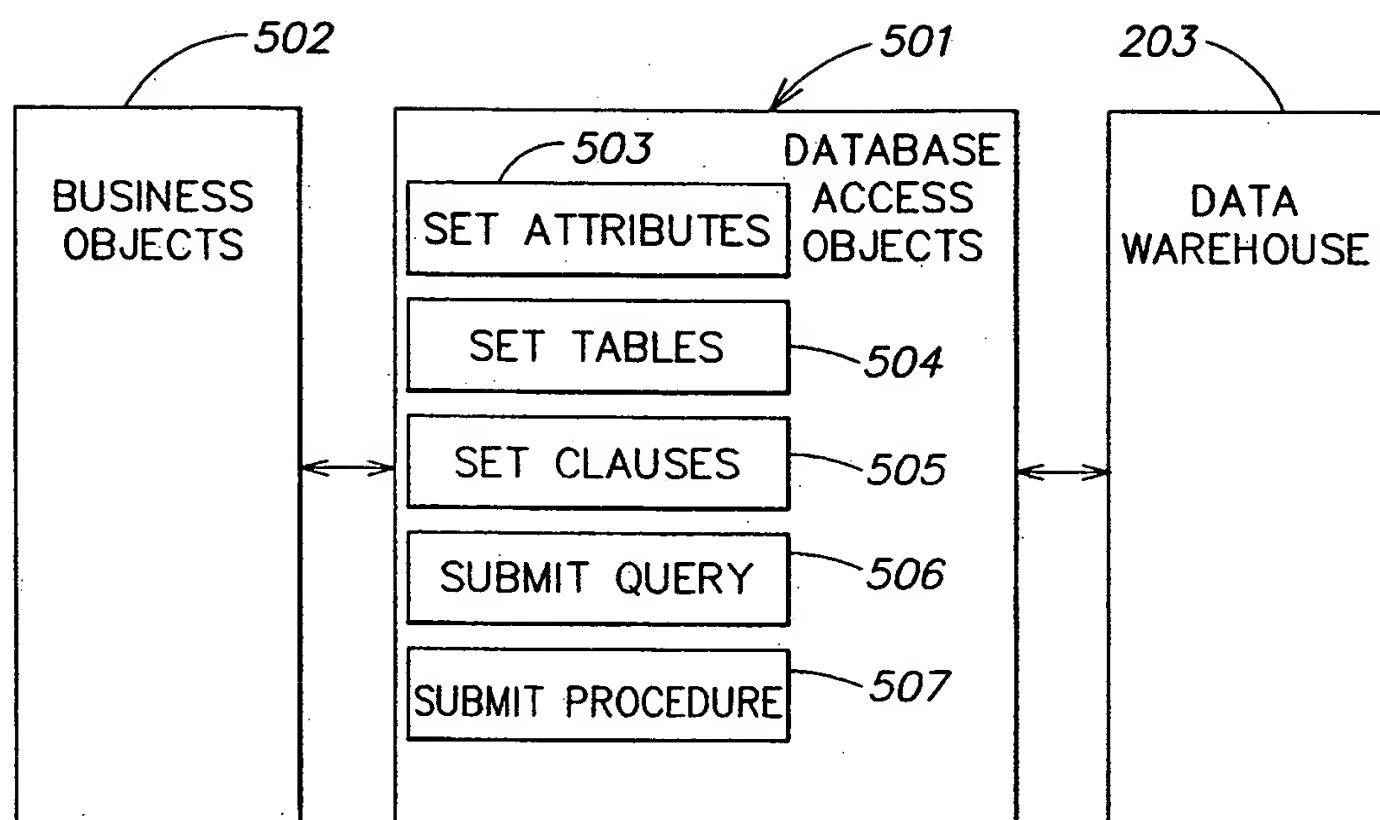 502
501
203
BUSINESS
OBJECTS
503
DATABASE
ACCESS
OBJECTS
SET ATTRIBUTES
SET TABLES
504
SET CLAUSES
505
SUBMIT QUERY
506
SUBMIT PROCEDURE
507
DATA
WAREHOUSE